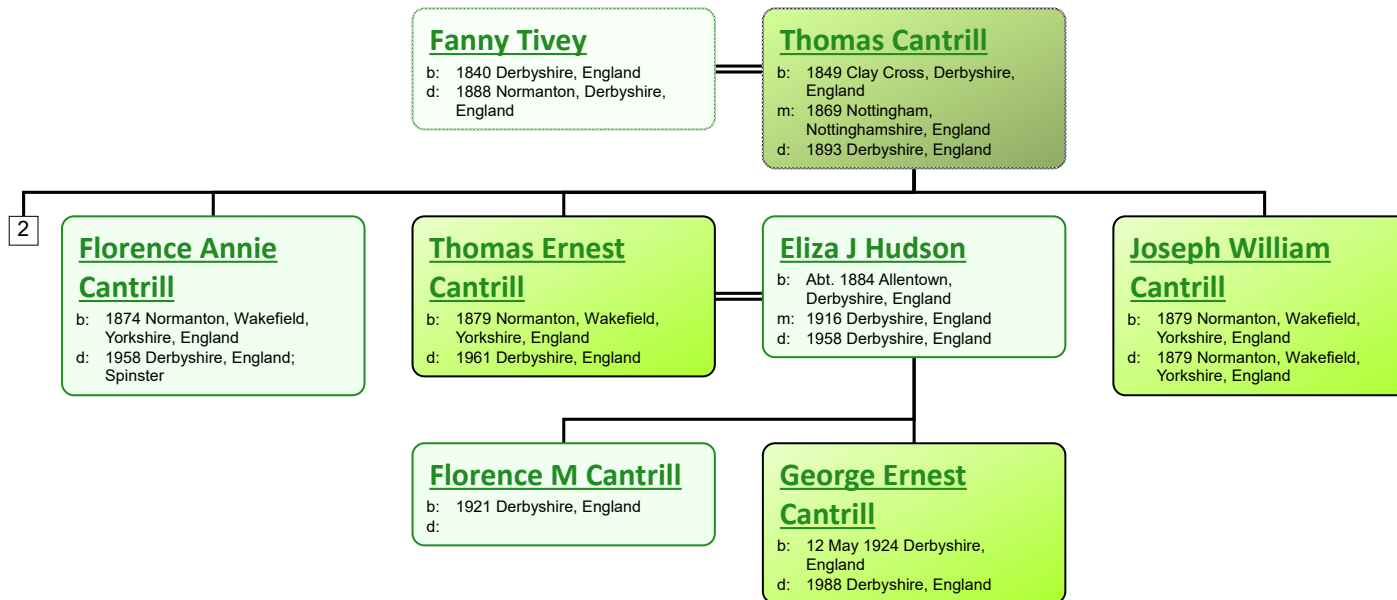 Fanny Tivey
b: 1840 Derbyshire, England
d: 1888 Normanton, Derbyshire,
England
Thomas Cantrill
b: 1849 Clay Cross, Derbyshire,
England
m: 1869 Nottingham,
Nottinghamshire, England
d: 1893 Derbyshire, England
2
Florence Annie
Cantrill
b: 1874 Normanton, Wakefield,
Yorkshire, England
d: 1958 Derbyshire, England;
Spinster
Thomas Ernest
Cantrill
b: 1879 Normanton, Wakefield,
Yorkshire, England
d: 1961 Derbyshire, England
Eliza J Hudson
b: Abt. 1884 Allentown,
Derbyshire, England
m: 1916 Derbyshire, England
d: 1958 Derbyshire, England
Joseph William
Cantrill
b: 1879 Normanton, Wakefield,
Yorkshire, England
d: 1879 Normanton, Wakefield,
Yorkshire, England
Florence M Cantrill
b: 1921 Derbyshire, England
d:
George Ernest
Cantrill
b: 12 May 1924 Derbyshire,
England
d: 1988 Derbyshire, England